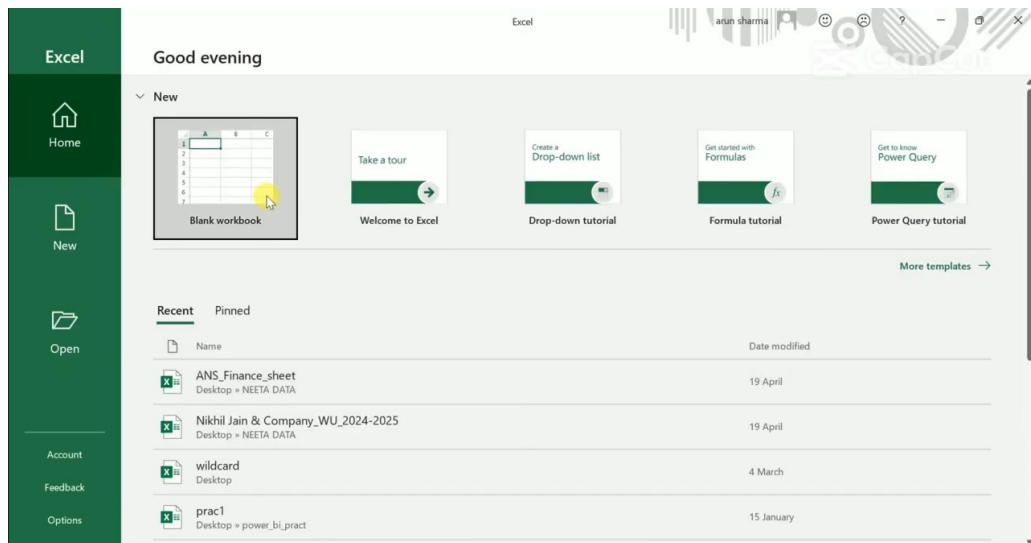 Excel
arun sharma
?
CapCut
Excel
Good evening
New
Home
New
Open
Account
Feedback
Options
A B C
1
2
3
4
5
6
7
Blank workbook
Take a tour
Welcome to Excel
Create a
Drop-down list
Drop-down tutorial
Get started with
Formulas
fx
Formula tutorial
Get to know
Power Query
Power Query tutorial
More templates
Recent Pinned
Name Date modified
ANS_Finance_sheet
Desktop » NEETA DATA
19 April
Nikhil Jain & Company_WU_2024-2025
Desktop » NEETA DATA
19 April
wildcard
Desktop
4 March
prac1
Desktop » power_bi_pract
15 January